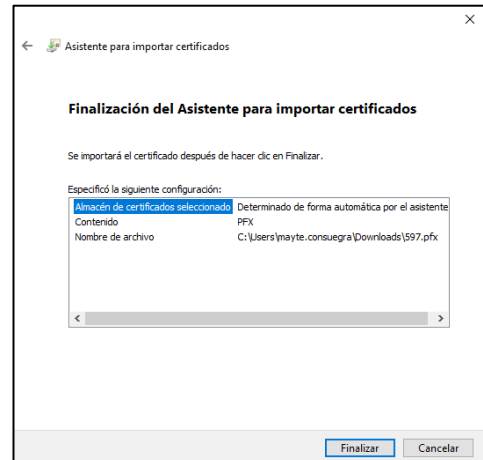 Asistente para importar certificados
Finalización del Asistente para importar certificados
Se importará el certificado después de hacer clic en Finalizar.
Especificó la siguiente configuración:
Almacén de certificados seleccionado Determinado de forma automática por el asistente
Contenido PFX
Nombre de archivo C:\Users\mayte.consuegra\Downloads\597.pfx
Finalizar Cancelar